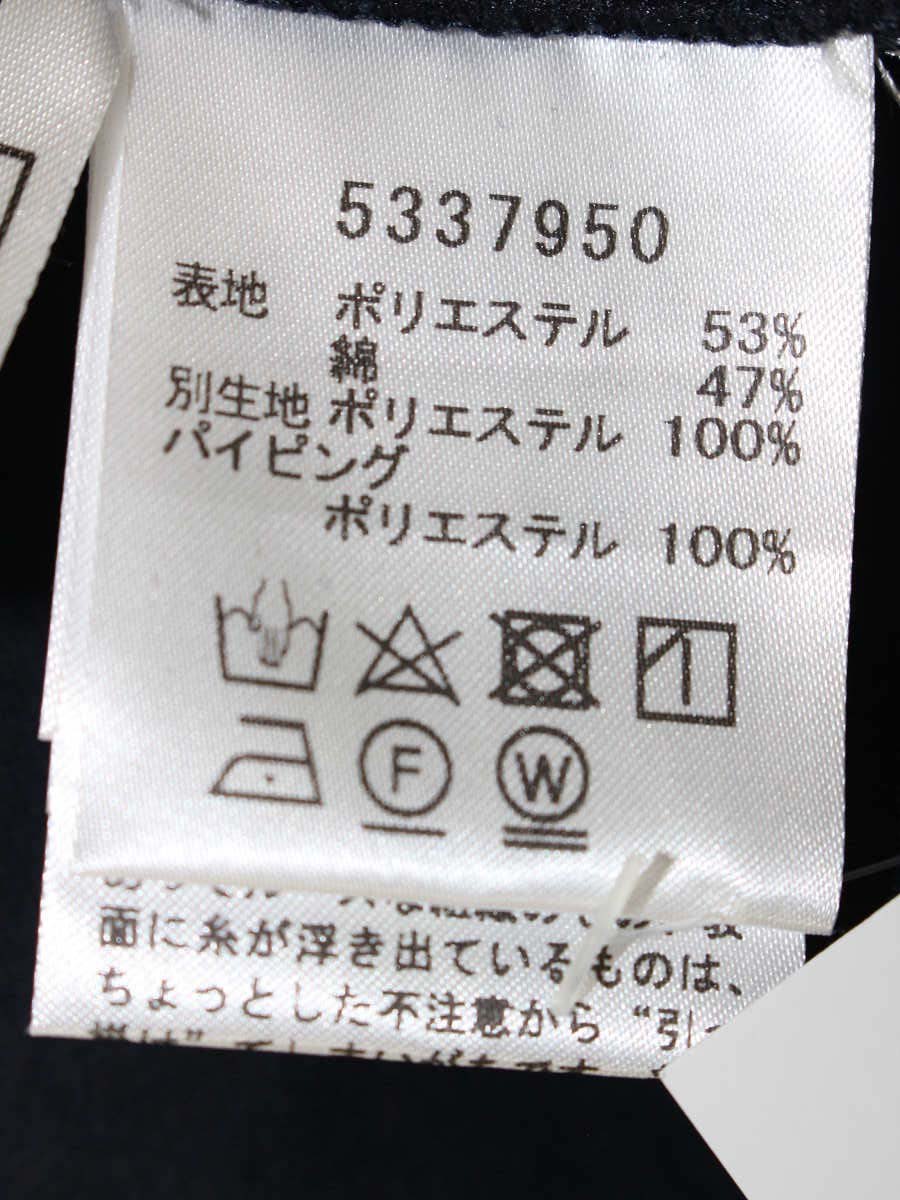 5337950
表地 ポリエステル 53%
綿 47%
別生地 ポリエステル 100%
パイピング
ポリエステル 100%
F W
面に糸が浮き出ているものは、
ちょっとした不注意から“引っ